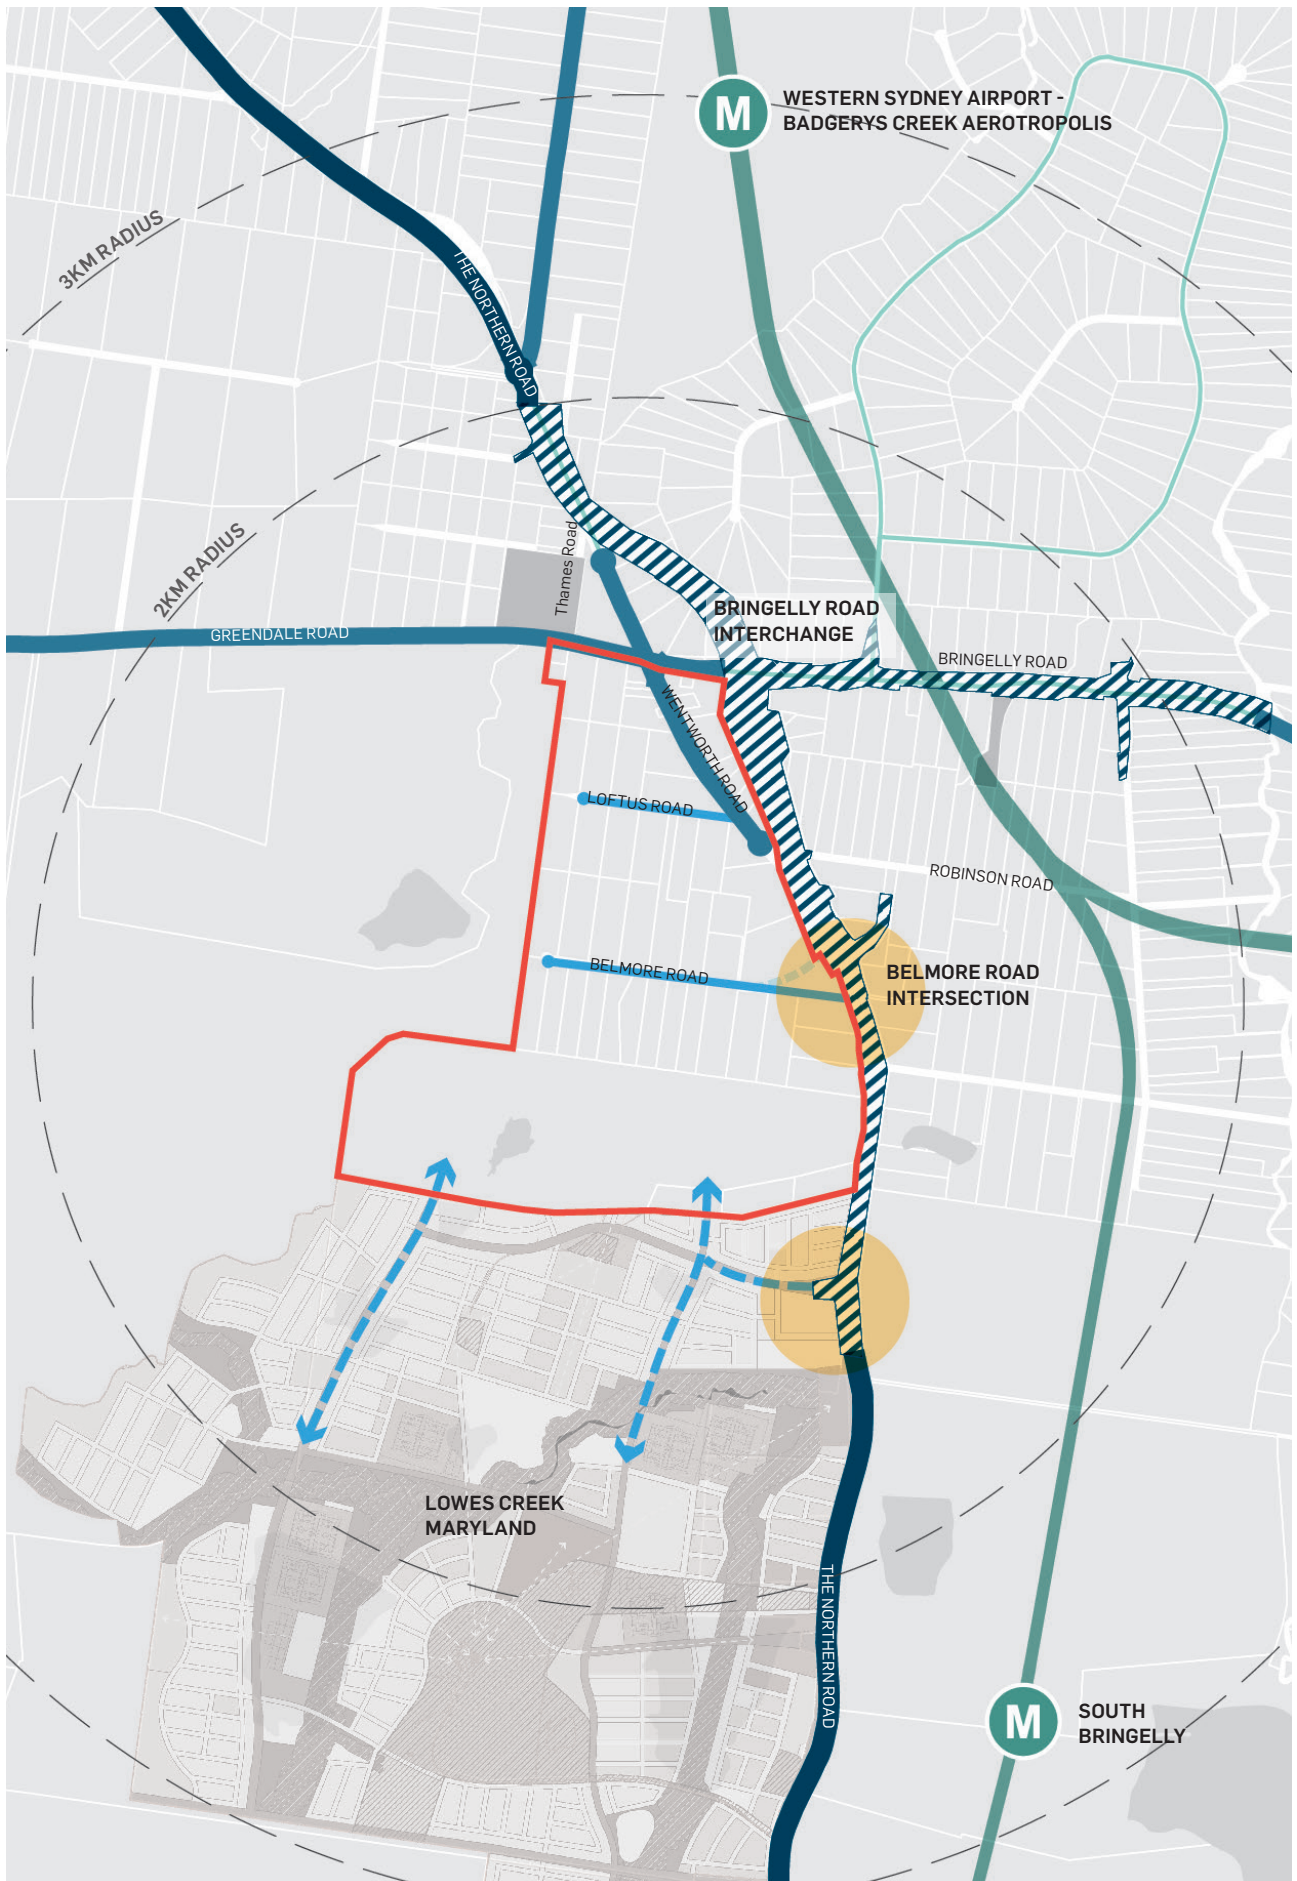 M
WESTERN SYDNEY AIRPORT -
BADGERYS CREEK AEROTROPOLIS
3KM RADIUS
THE NORTHERN ROAD
2KM RADIUS
Thames Road
BRINGELLY ROAD
INTERCHANGE
GREENDALE ROAD
BRINGELLY ROAD
WENTWORTH ROAD
LOFTUS ROAD
ROBINSON ROAD
BELMORE ROAD
BELMORE ROAD
INTERSECTION
LOWES CREEK
MARYLAND
THE NORTHERN ROAD
M
SOUTH
BRINGELLY